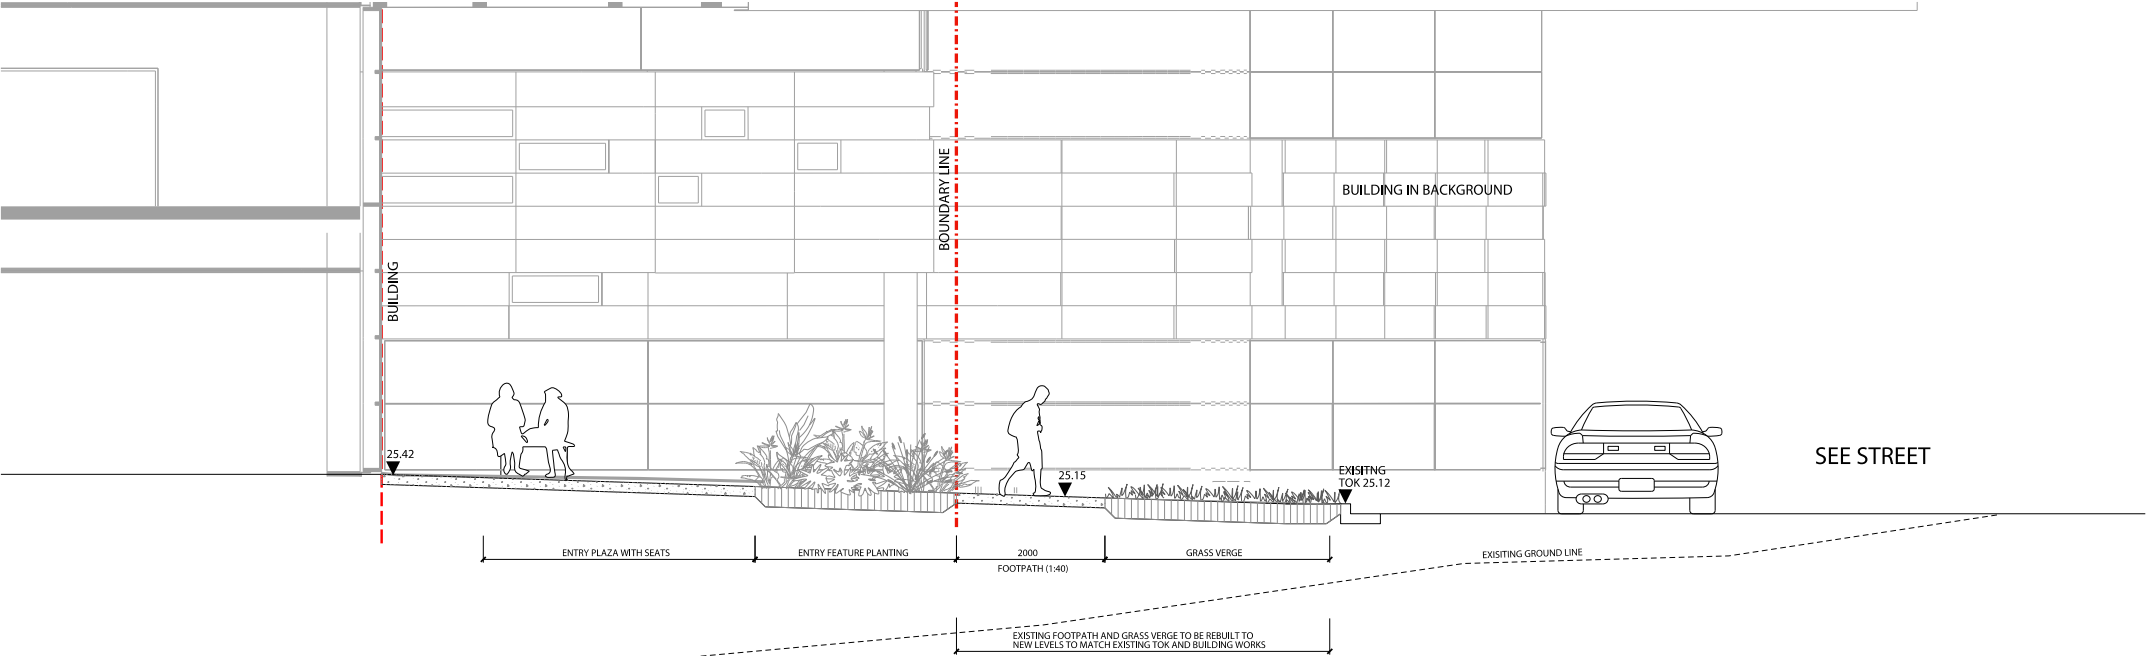 BOUNDARY LINE
BUILDING IN BACKGROUND
BUILDING
25.42
25.15
EXISITNG
TOK 25.12
SEE STREET
ENTRY PLAZA WITH SEATS
ENTRY FEATURE PLANTING
2000
FOOTPATH (1:40)
GRASS VERGE
EXISITING GROUND LINE
EXISTING FOOTPATH AND GRASS VERGE TO BE REBUILT TO
NEW LEVELS TO MATCH EXISTING TOK AND BUILDING WORKS